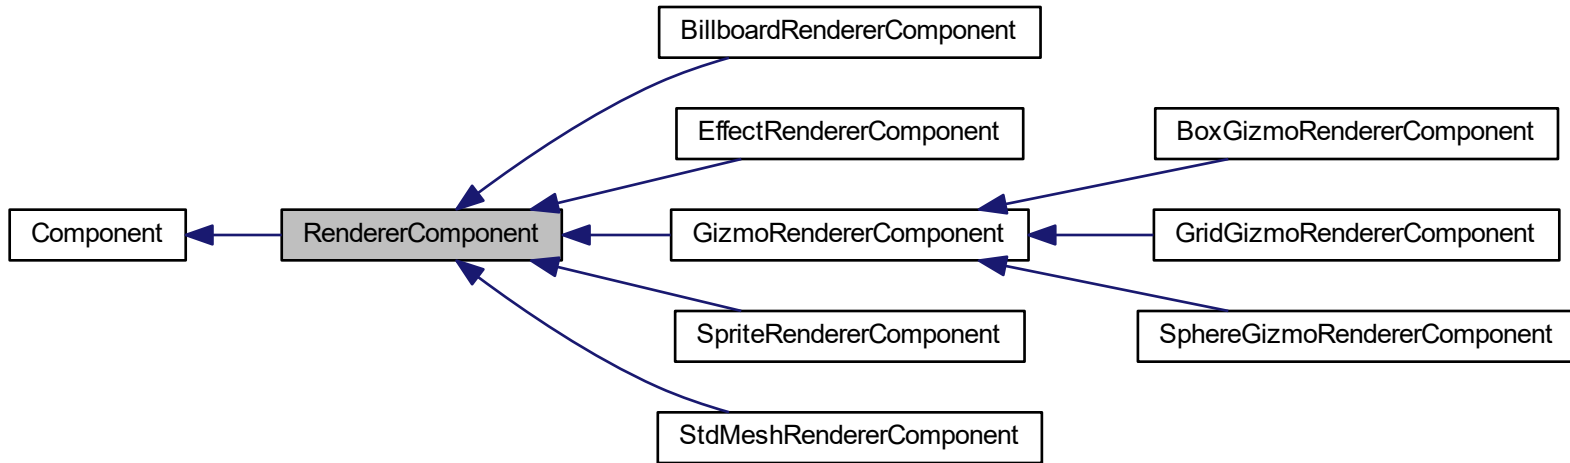 BillboardRendererComponent
EffectRendererComponent
BoxGizmoRendererComponent
Component
RendererComponent
GizmoRendererComponent
GridGizmoRendererComponent
SpriteRendererComponent
SphereGizmoRendererComponent
StdMeshRendererComponent